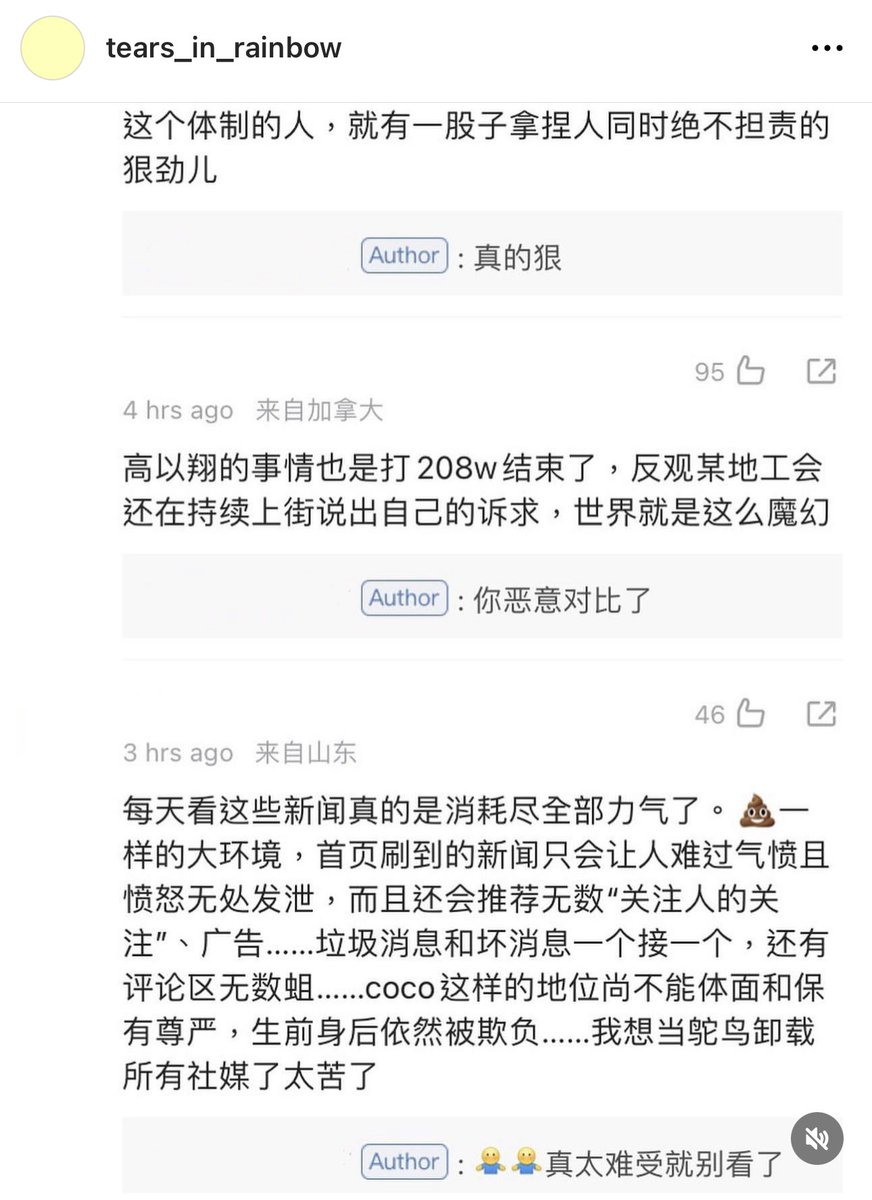 tears_in_rainbow
这个体制的人，就有一股子拿捏人同时绝不担责的
狠劲儿
Author：真的狠
95
4 hrs ago 来自加拿大
高以翔的事情也是打208w结束了，反观某地工会
还在持续上街说出自己的诉求，世界就是这么魔幻
Author：你恶意对比了
46
3 hrs ago 来自山东
每天看这些新闻真的是消耗尽全部力气了。💩一
样的大环境，首页刷到的新闻只会让人难过气愤且
愤怒无处发泄，而且还会推荐无数“关注人的关
注”、广告......垃圾消息和坏消息一个接一个，还有
评论区无数蛆......coco这样的地位尚不能体面和保
有尊严，生前身后依然被欺负......我想当鸵鸟卸载
所有社媒了太苦了
Author：🤷🤷真太难受就别看了